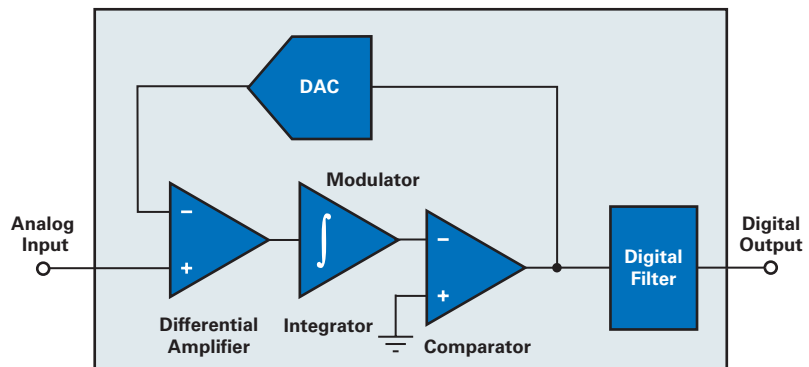 DAC
Modulator
Analog
Input
−
+
∫
−
+
Digital
Filter
Digital
Output
Differential
Amplifier
Integrator
Comparator